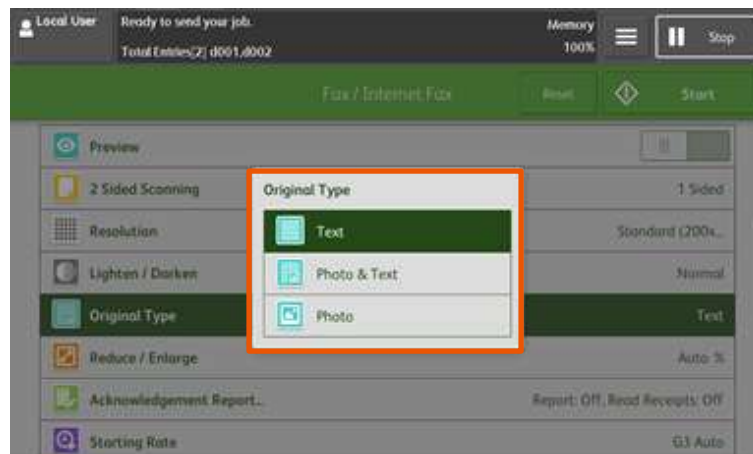 Local User
Ready to send your job.
Total Entries[2] d001,d002
Memory
100%
Stop
Fax / Internet Fax
Reset
Start
Preview
2 Sided Scanning
1 Sided
Resolution
Standard (200x...
Lighten / Darken
Normal
Original Type
Text
Reduce / Enlarge
Auto %
Acknowledgement Report...
Report: Off, Read Receipts: Off
Starting Rate
G3 Auto
Original Type
Text
Photo & Text
Photo